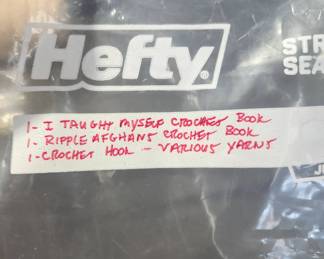 Hefty®
STR
SEA
1- I TAUGHT MYSELF CROCHET BOOK
1- RIPPLE AFGHANS CROCHET BOOK
1-CROCHET HOOK - VARIOUS YARNS